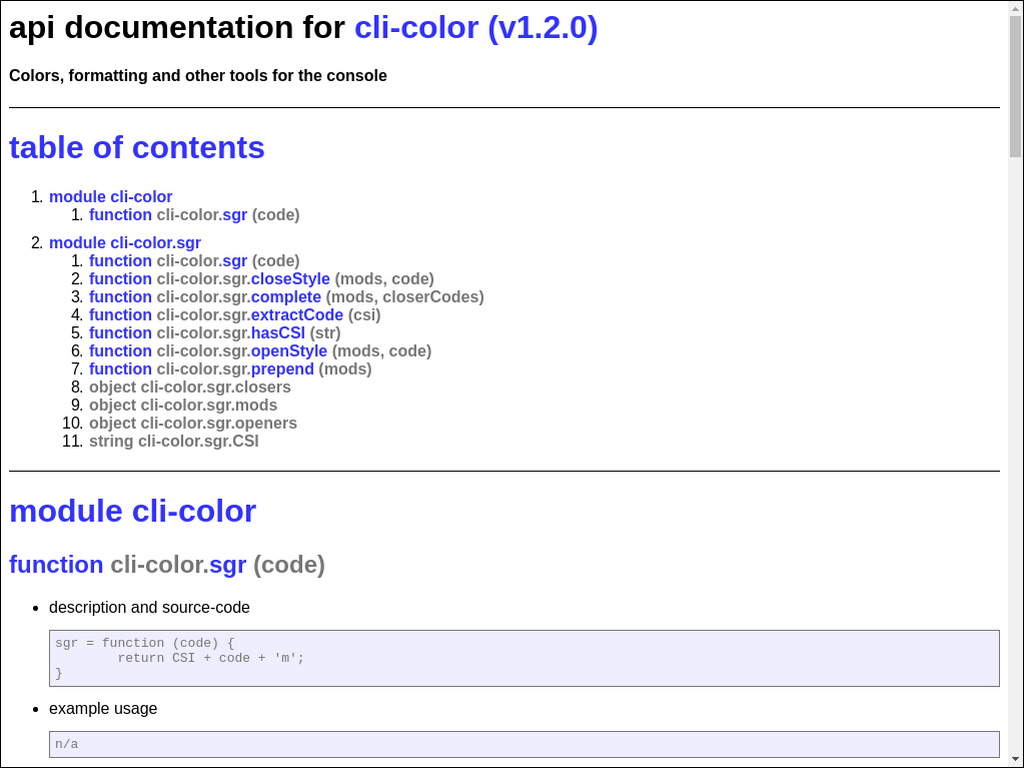 api documentation for cli-color (v1.2.0)
Colors, formatting and other tools for the console
table of contents
1. module cli-color
1. function cli-color.sgr (code)
2. module cli-color.sgr
1. function cli-color.sgr (code)
2. function cli-color.sgr.closeStyle (mods, code)
3. function cli-color.sgr.complete (mods, closerCodes)
4. function cli-color.sgr.extractCode (csi)
5. function cli-color.sgr.hasCSI (str)
6. function cli-color.sgr.openStyle (mods, code)
7. function cli-color.sgr.prepend (mods)
8. object cli-color.sgr.closers
9. object cli-color.sgr.mods
10. object cli-color.sgr.openers
11. string cli-color.sgr.CSI
module cli-color
function cli-color.sgr (code)
• description and source-code
sgr = function (code) {
        return CSI + code + 'm';
}
• example usage
n/a